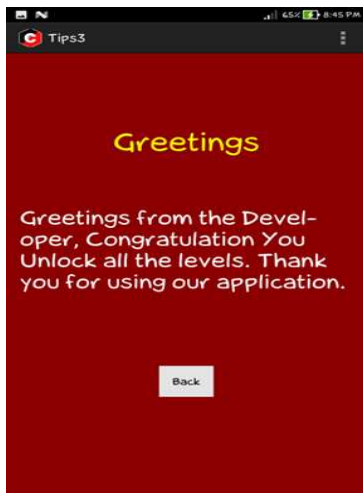 65% 8:45 PM
C Tips3
Greetings
Greetings from the Devel-
oper, Congratulation You
Unlock all the levels. Thank
you for using our application.
Back